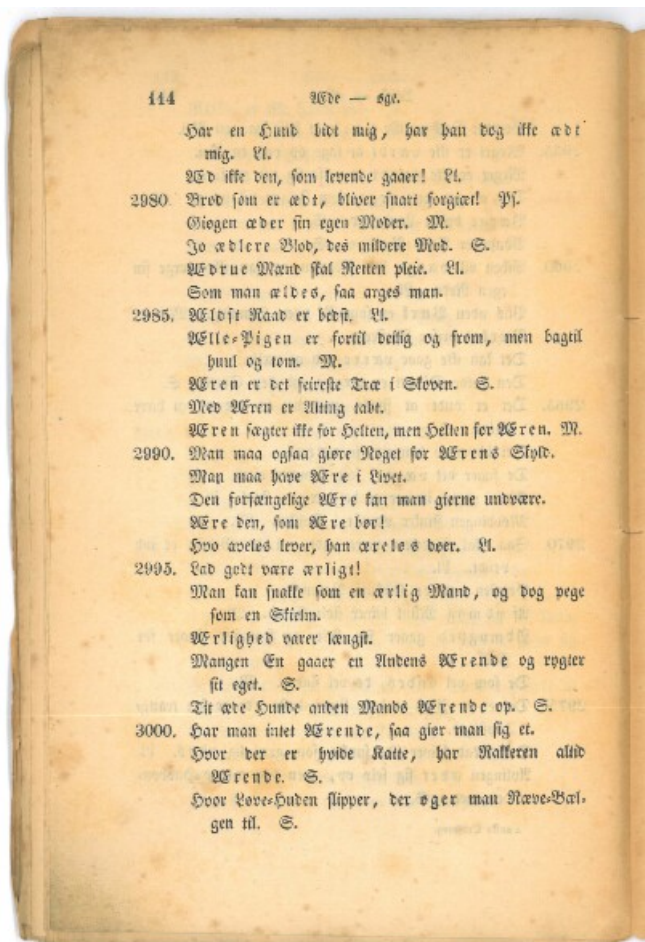 114 Æde — øge.
Har en Hund bidt mig, har han dog ikke ædt
mig. Ll.
Æd ikke den, som levende gaaer! Ll.
2980. Brød som er ædt, bliver snart forgiæt! Ps.
Giøgen æder sin egen Moder. M.
Jo ædlere Blod, des mildere Mod. S.
Ædrue Mænd skal Retten pleie. Ll.
Som man ældes, saa arges man.
2985. Ældst Raad er bedst. Ll.
Ælle-Pigen er fortil deilig og from, men bagtil
huul og tom. M.
Æren er det feireste Træ i Skoven. S.
Med Æren er Alting tabt.
Æren fægter ikke for Helten, men Helten for Æren. M.
2990. Man maa ogsaa giøre Noget for Ærens Skyld.
Man maa have Ære i Livet.
Den forfængelige Ære kan man gierne undvære.
Ære den, som Ære bør!
Hvo aveløs lever, han æreløs døer. Ll.
2995. Lad godt være ærligt!
Man kan snakke som en ærlig Mand, og dog pege
som en Skielm.
Ærlighed varer længst.
Mangen En gaaer en Andens Ærende og røgter
sit eget. S.
Tit æde Hunde anden Mands Ærende op. S.
3000. Har man intet Ærende, saa giør man sig et.
Hvor der er hvide Katte, har Rakkeren altid
Ærende. S.
Hvor Løve-Huden slipper, der øger man Ræve-Bæl-
gen til. S.